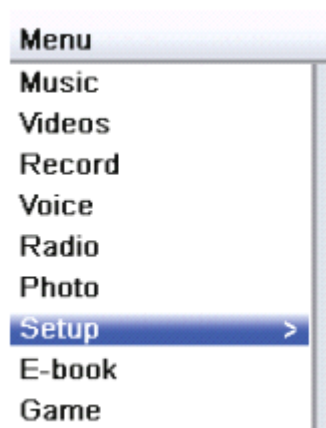 Menu
Music
Videos
Record
Voice
Radio
Photo
Setup >
E-book
Game